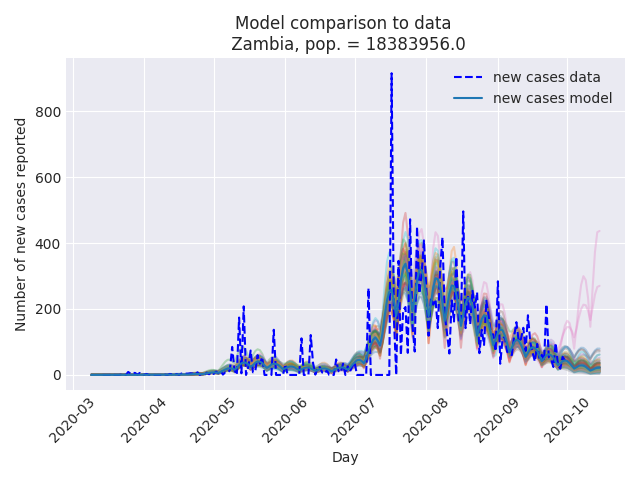 Model comparison to data
Zambia, pop. = 18383956.0
new cases data
new cases model
Number of new cases reported
800
600
400
200
0
2020-03
2020-04
2020-05
2020-06
2020-07
2020-08
2020-09
2020-10
Day